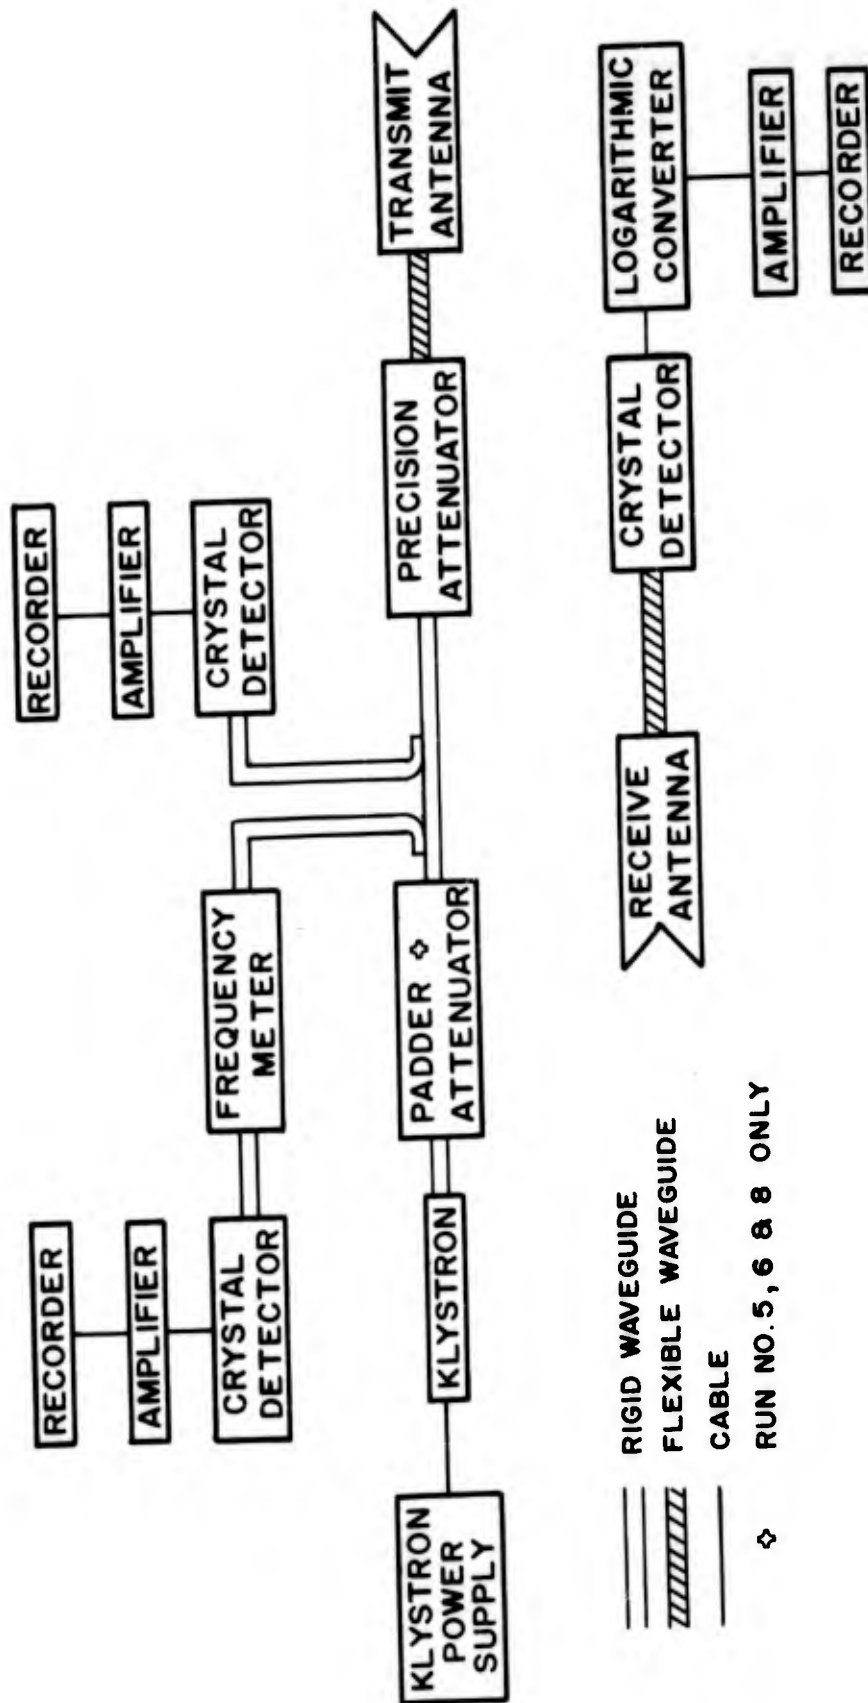 RECORDER
AMPLIFIER
CRYSTAL
DETECTOR
RECORDER
AMPLIFIER
CRYSTAL
DETECTOR
FREQUENCY
METER
KLYSTRON
POWER
SUPPLY
KLYSTRON
PADDER
ATTENUATOR
PRECISION
ATTENUATOR
TRANSMIT
ANTENNA
RECEIVE
ANTENNA
CRYSTAL
DETECTOR
LOGARITHMIC
CONVERTER
AMPLIFIER
RECORDER
RIGID WAVEGUIDE
FLEXIBLE WAVEGUIDE
CABLE
RUN NO. 5, 6 & 8 ONLY